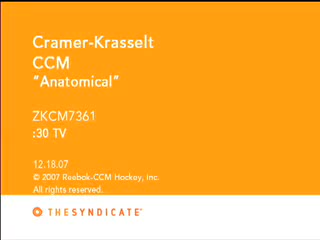 Cramer-Krasselt
CCM
“Anatomical”
ZKCM7361
:30 TV
12.18.07
© 2007 Reebok-CCM Hockey, Inc.
All rights reserved.
THESYNDICATE